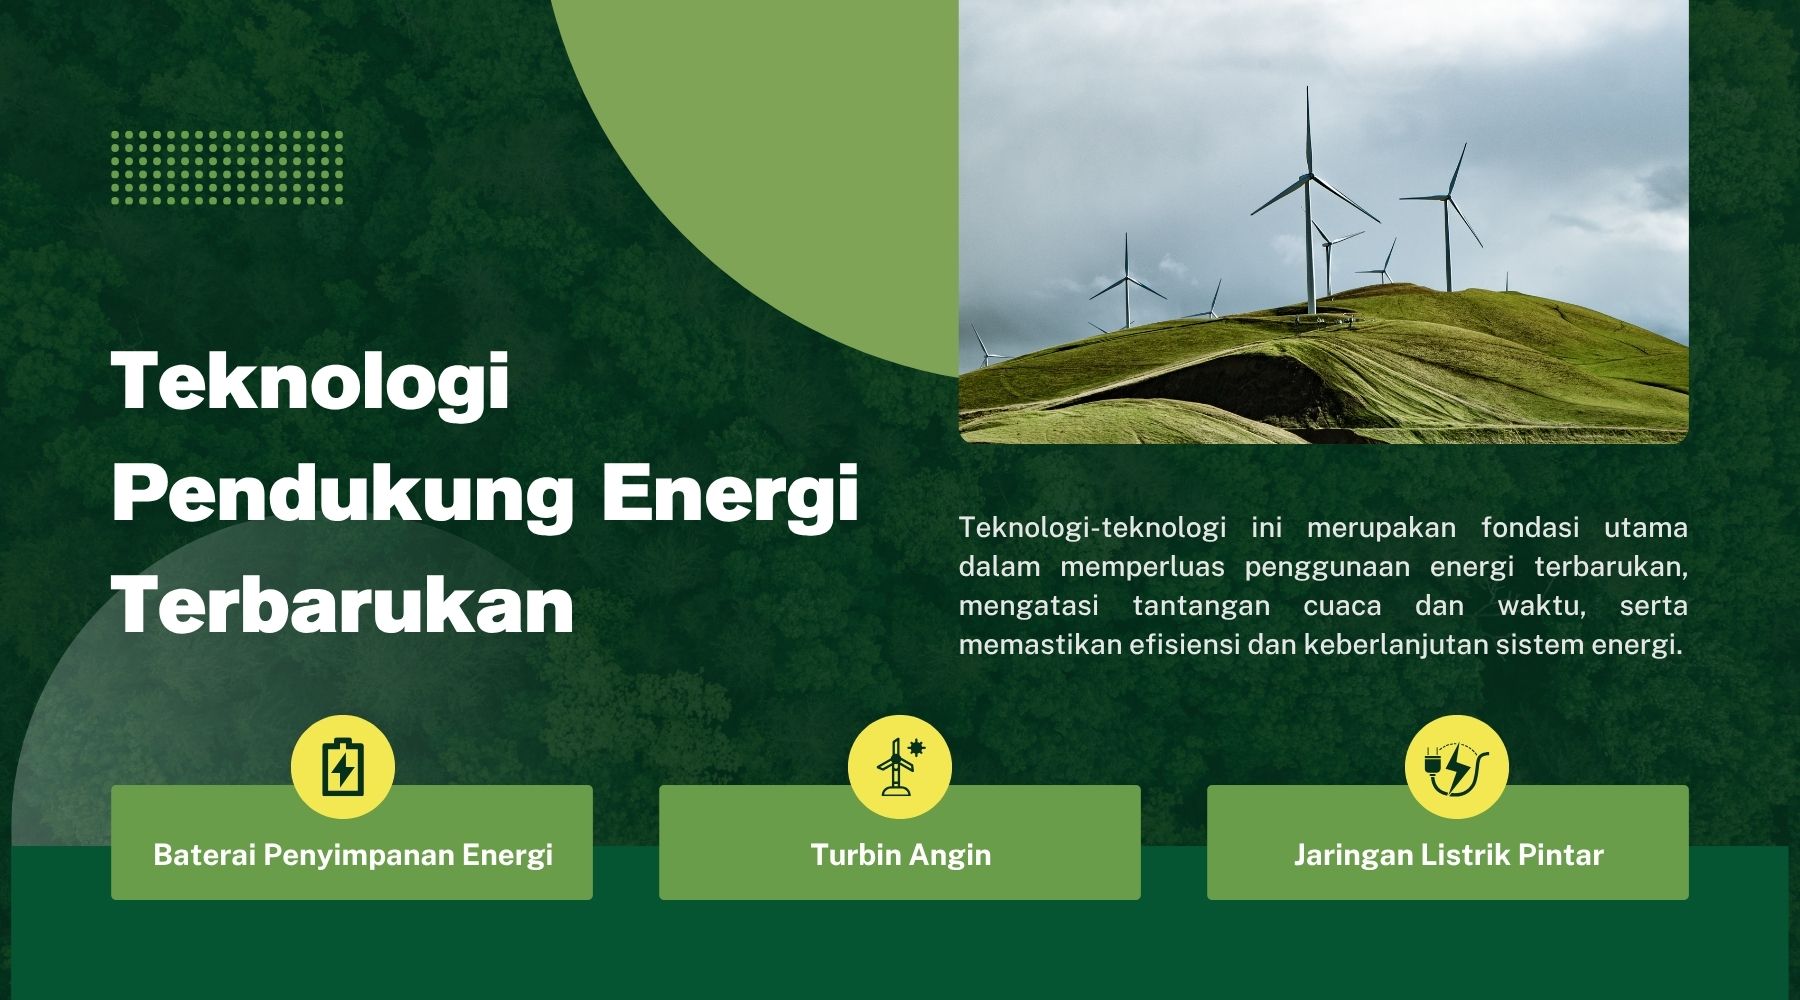 Teknologi
Pendukung Energi
Terbarukan
Teknologi-teknologi ini merupakan fondasi utama
dalam memperluas penggunaan energi terbarukan,
mengatasi tantangan cuaca dan waktu, serta
memastikan efisiensi dan keberlanjutan sistem energi.
Baterai Penyimpanan Energi
Turbin Angin
Jaringan Listrik Pintar